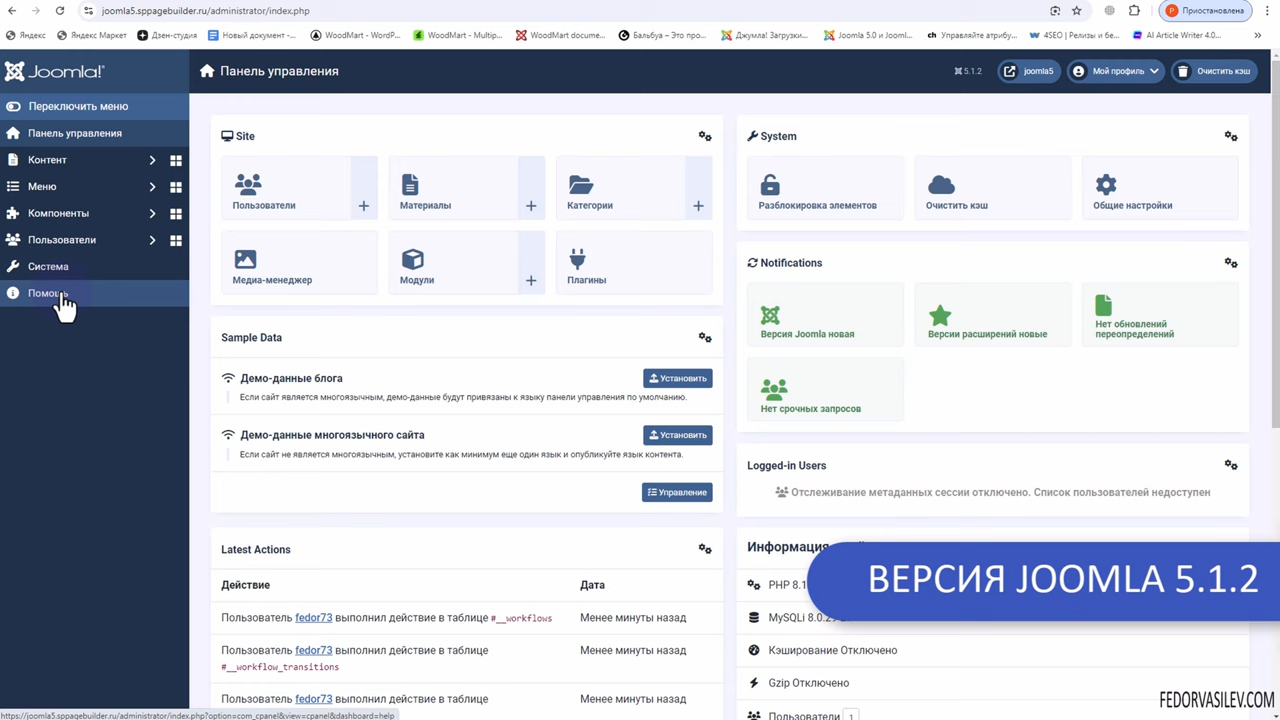 joomla5.sppagebuilder.ru/administrator/index.php
Приостановлена
Яндекс
Яндекс Маркет
Дзен-студия
Новый документ -...
WoodMart - WordP...
WoodMart - Multip...
WoodMart docume...
Бальбуа – Это про...
Джумла! Загрузки...
Joomla 5.0 и Jooml...
Управляйте атрибу...
4SEO | Релизы и бе...
AI Article Writer 4.0...
Joomla!
Панель управления
5.1.2
joomla5
Мой профиль
Очистить кэш
Переключить меню
Панель управления
Контент
Меню
Компоненты
Пользователи
Система
Помощь
Site
Пользователи
Материалы
Категории
Медиа-менеджер
Модули
Плагины
System
Разблокировка элементов
Очистить кэш
Общие настройки
Notifications
Версия Joomla новая
Версии расширений новые
Нет обновлений
переопределений
Нет срочных запросов
Sample Data
Демо-данные блога
Установить
Если сайт является многоязычным, демо-данные будут привязаны к языку панели управления по умолчанию.
Демо-данные многоязычного сайта
Установить
Если сайт не является многоязычным, установите как минимум еще один язык и опубликуйте язык контента.
Управление
Logged-in Users
Отслеживание метаданных сессии отключено. Список пользователей недоступен
Latest Actions
Действие Дата
Пользователь fedor73 выполнил действие в таблице #__workflows Менее минуты назад
Пользователь fedor73 выполнил действие в таблице Менее минуты назад
#__workflow_transitions
Пользователь fedor73 выполнил действие в таблице Менее минуты назад
Информация
PHP 8.1
MySQLi 8.0.2
Кэширование Отключено
Gzip Отключено
Пользователи 1
ВЕРСИЯ JOOMLA 5.1.2
FEDORVASILEV.COM
https://joomla5.sppagebuilder.ru/administrator/index.php?option=com_cpanel&view=cpanel&dashboard=help